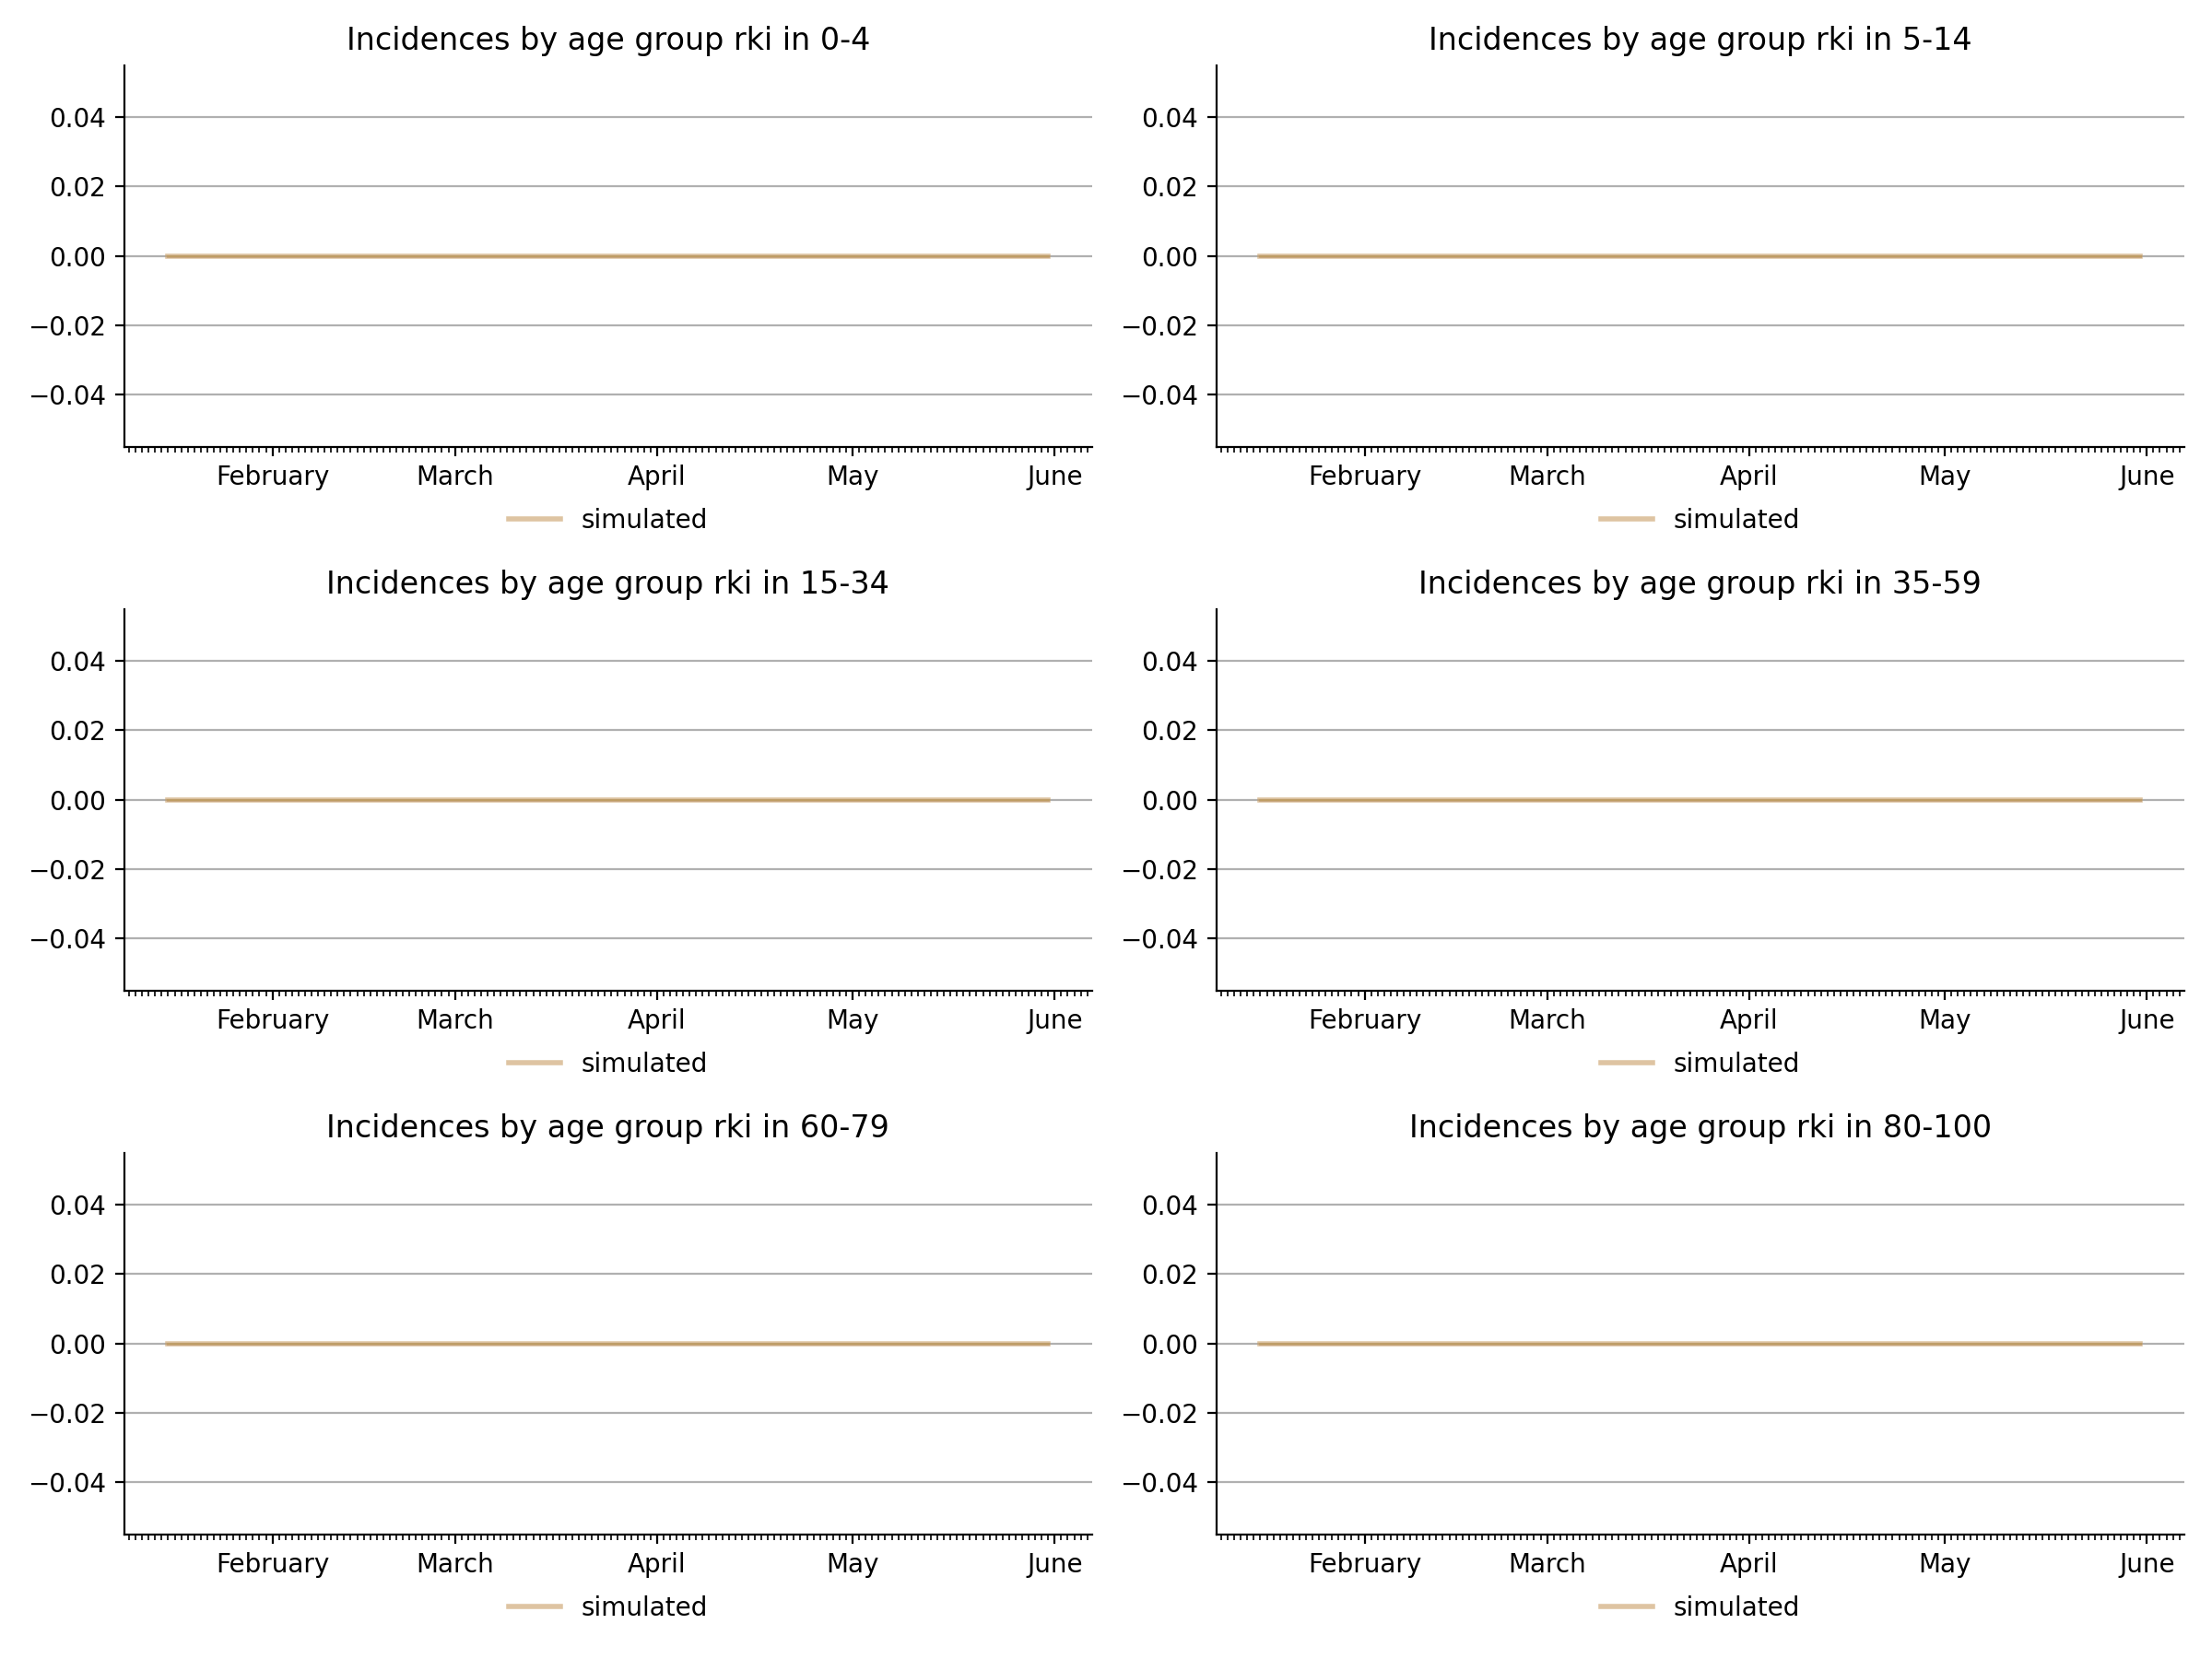 Incidences by age group rki in 0-4
0.04
0.02
0.00
−0.02
−0.04
February March April May June
simulated
Incidences by age group rki in 5-14
0.04
0.02
0.00
−0.02
−0.04
February March April May June
simulated
Incidences by age group rki in 15-34
0.04
0.02
0.00
−0.02
−0.04
February March April May June
simulated
Incidences by age group rki in 35-59
0.04
0.02
0.00
−0.02
−0.04
February March April May June
simulated
Incidences by age group rki in 60-79
0.04
0.02
0.00
−0.02
−0.04
February March April May June
simulated
Incidences by age group rki in 80-100
0.04
0.02
0.00
−0.02
−0.04
February March April May June
simulated